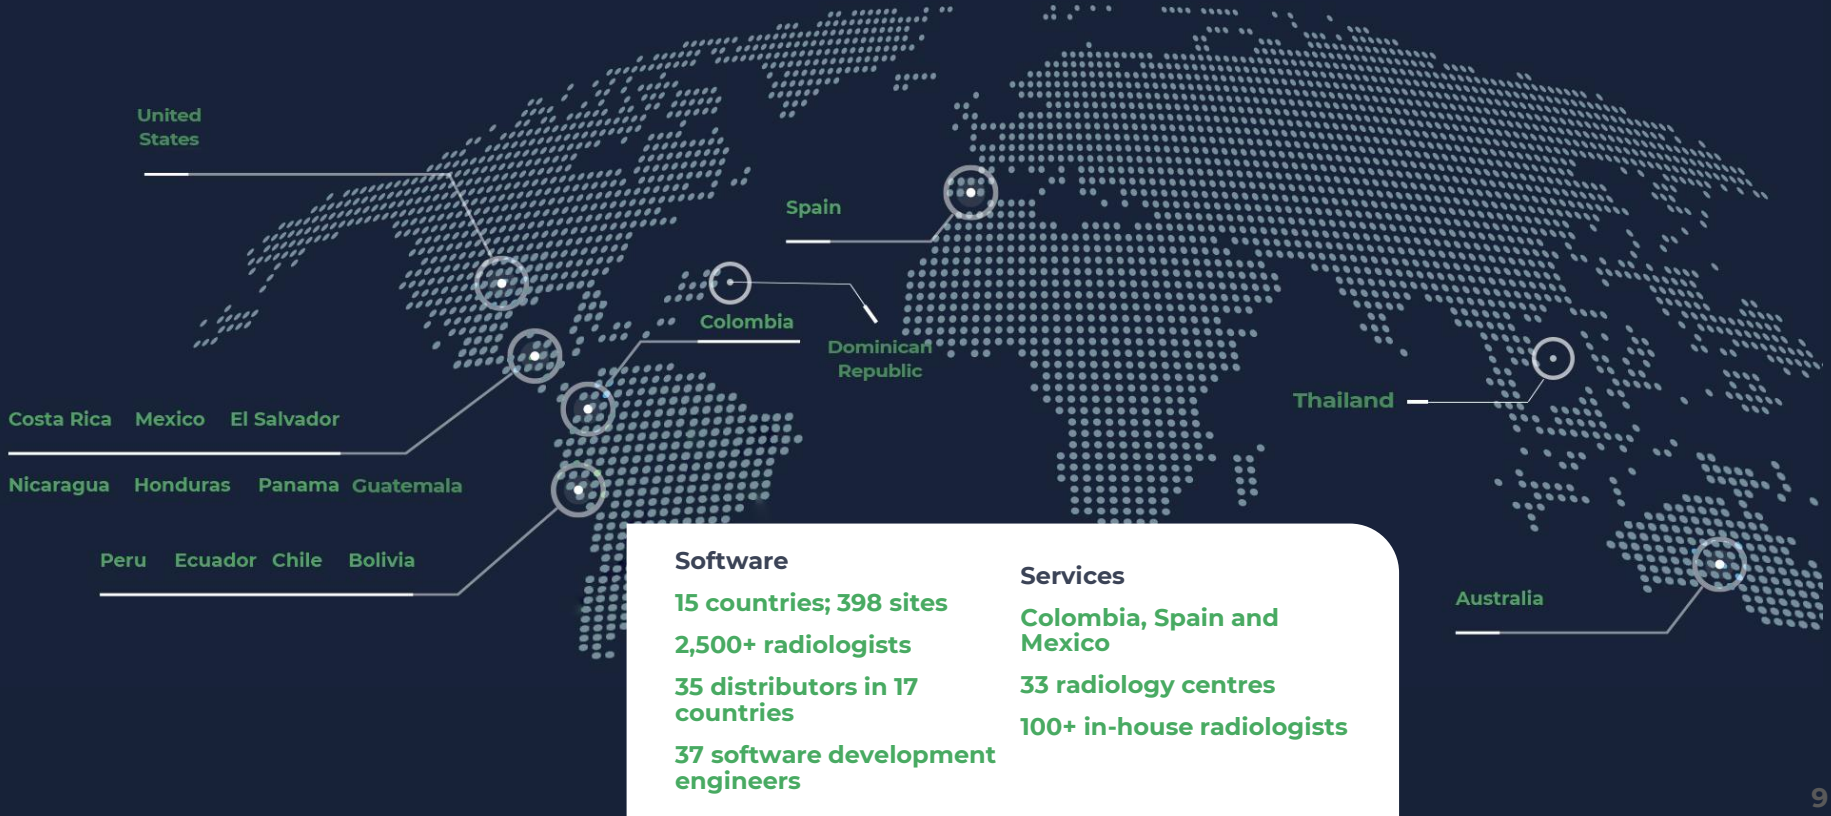 United
States
Spain
Colombia
Dominican
Republic
Thailand
Costa Rica Mexico El Salvador
Nicaragua Honduras Panama Guatemala
Peru Ecuador Chile Bolivia
Australia
Software
15 countries; 398 sites
2,500+ radiologists
35 distributors in 17
countries
37 software development
engineers
Services
Colombia, Spain and
Mexico
33 radiology centres
100+ in-house radiologists
9